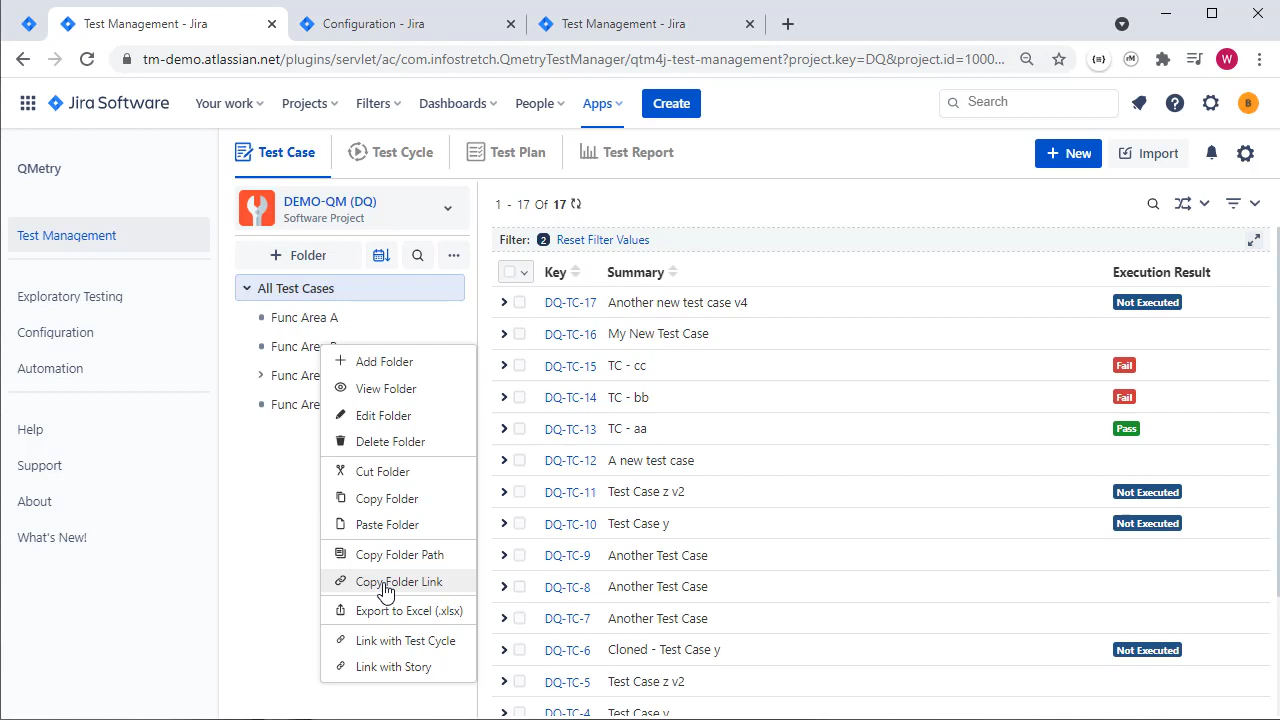 Test Management - Jira
Configuration - Jira
Test Management - Jira
tm-demo.atlassian.net/plugins/servlet/ac/com.infostretch.QmetryTestManager/qtm4j-test-management?project.key=DQ&project.id=1000...
W
Jira Software
Your work
Projects
Filters
Dashboards
People
Apps
Create
Search
B
QMetry
Test Management
Exploratory Testing
Configuration
Automation
Help
Support
About
What's New!
Test Case
Test Cycle
Test Plan
Test Report
+ New
Import
DEMO-QM (DQ)
Software Project
+ Folder
All Test Cases
Func Area A
Func Area
Func Are
Func Are
Add Folder
View Folder
Edit Folder
Delete Folder
Cut Folder
Copy Folder
Paste Folder
Copy Folder Path
Copy Folder Link
Export to Excel (.xlsx)
Link with Test Cycle
Link with Story
1 - 17 Of 17
Filter: 2 Reset Filter Values
Key Summary Execution Result
DQ-TC-17 Another new test case v4 Not Executed
DQ-TC-16 My New Test Case
DQ-TC-15 TC - cc Fail
DQ-TC-14 TC - bb Fail
DQ-TC-13 TC - aa Pass
DQ-TC-12 A new test case
DQ-TC-11 Test Case z v2 Not Executed
DQ-TC-10 Test Case y Not Executed
DQ-TC-9 Another Test Case
DQ-TC-8 Another Test Case
DQ-TC-7 Another Test Case
DQ-TC-6 Cloned - Test Case y Not Executed
DQ-TC-5 Test Case z v2
DQ-TC-4 Test Case y